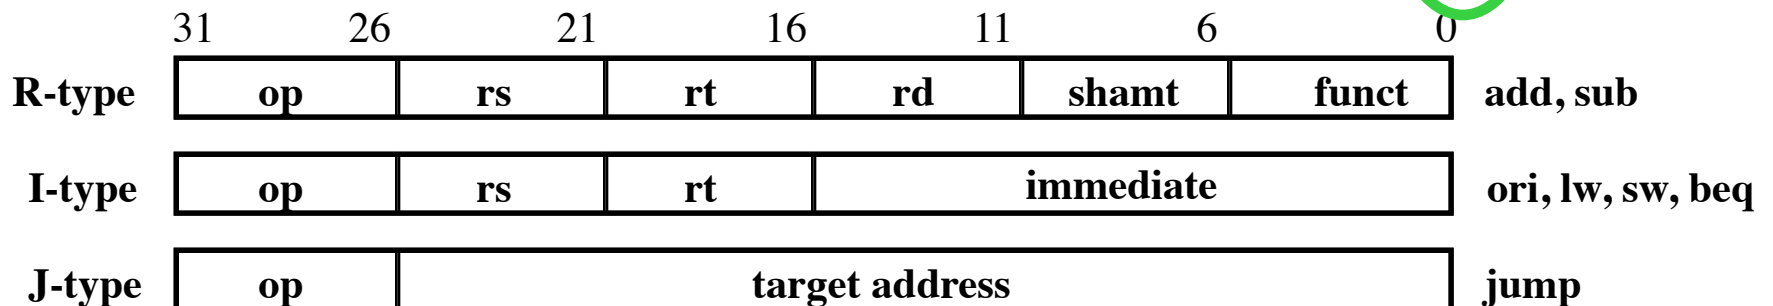 31 26 21 16 11 6 0
R-type op rs rt rd shamt funct add, sub
I-type op rs rt immediate ori, lw, sw, beq
J-type op target address jump